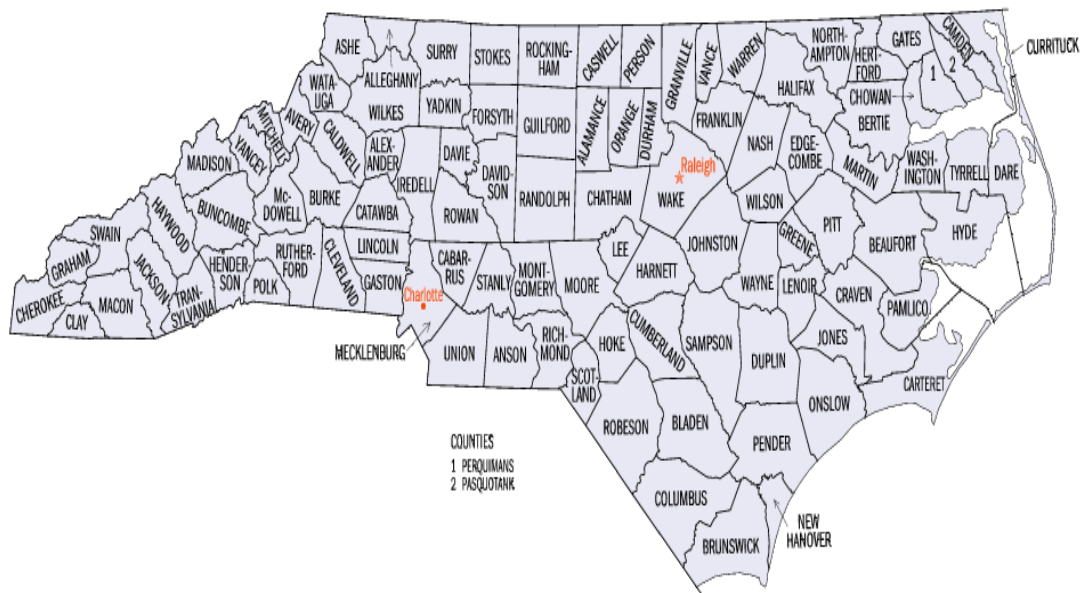 ASHE
ALLEGHANY
SURRY
STOKES
ROCKING-
HAM
CASWELL
PERSON
GRANVILLE
VANCE
WARREN
NORTH-
AMPTON
HERT-
FORD
GATES
CAMDEN
CURRITUCK
WATA-
UGA
WILKES
YADKIN
FORSYTH
GUILFORD
ALAMANCE
ORANGE
DURHAM
FRANKLIN
HALIFAX
CHOWAN
1
2
BERTIE
MITCHELL
AVERY
CALDWELL
ALEX-
ANDER
IREDELL
DAVIE
DAVID-
SON
NASH
EDGE-
COMBE
MARTIN
WASH-
INGTON
TYRRELL
DARE
MADISON
YANCEY
Mc-
DOWELL
BURKE
CATAWBA
ROWAN
RANDOLPH
CHATHAM
Raleigh
WAKE
WILSON
PITT
BEAUFORT
HYDE
HAYWOOD
BUNCOMBE
SWAIN
GRAHAM
JACKSON
HENDER-
SON
RUTHER-
FORD
POLK
CLEVELAND
LINCOLN
GASTON
CABAR-
RUS
STANLY
MONT-
GOMERY
MOORE
LEE
HARNETT
JOHNSTON
GREENE
WAYNE
LENOIR
CRAVEN
PAMLICO
CHEROKEE
CLAY
MACON
TRAN-
SYLVANIA
Charlotte
MECKLENBURG
UNION
ANSON
RICH-
MOND
HOKE
SCOT-
LAND
CUMBERLAND
SAMPSON
DUPLIN
JONES
CARTERET
ONSLOW
ROBESON
BLADEN
PENDER
COLUMBUS
BRUNSWICK
NEW
HANOVER
COUNTIES
1 PERQUIMANS
2 PASQUOTANK